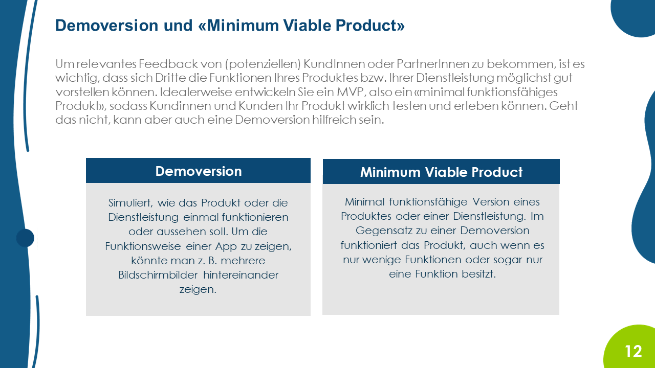 Demoversion und «Minimum Viable Product»
Um relevantes Feedback von (potenziellen) KundInnen oder PartnerInnen zu bekommen, ist es
wichtig, dass sich Dritte die Funktionen Ihres Produktes bzw. Ihrer Dienstleistung möglichst gut
vorstellen können. Idealerweise entwickeln Sie ein MVP, also ein «minimal funktionsfähiges
Produkt», sodass Kundinnen und Kunden Ihr Produkt wirklich testen und erleben können. Geht
das nicht, kann aber auch eine Demoversion hilfreich sein.
Demoversion
Simuliert, wie das Produkt oder die
Dienstleistung einmal funktionieren
oder aussehen soll. Um die
Funktionsweise einer App zu zeigen,
könnte man z. B. mehrere
Bildschirmbilder hintereinander
zeigen.
Minimum Viable Product
Minimal funktionsfähige Version eines
Produktes oder einer Dienstleistung. Im
Gegensatz zu einer Demoversion
funktioniert das Produkt, auch wenn es
nur wenige Funktionen oder sogar nur
eine Funktion besitzt.
12